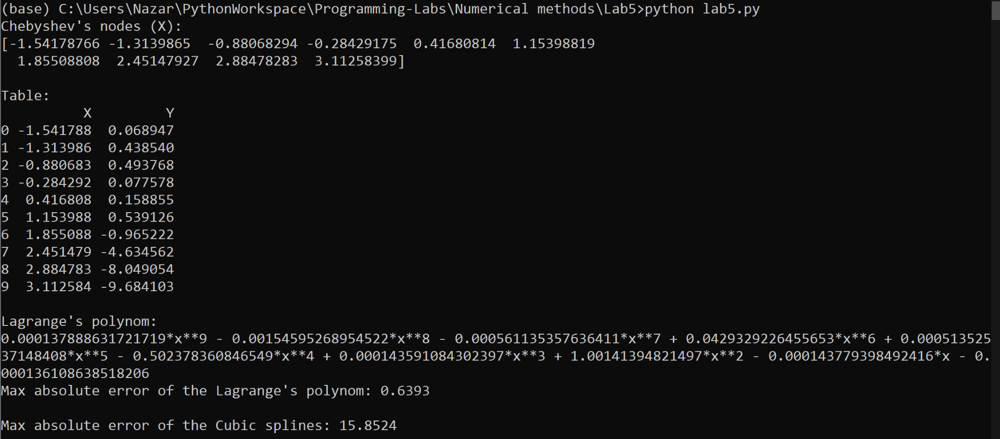 (base) C:\Users\Nazar\PythonWorkspace\Programming-Labs\Numerical methods\Lab5>python lab5.py
Chebyshev's nodes (X):
[-1.54178766 -1.3139865  -0.88068294 -0.28429175  0.41680814  1.15398819
  1.85508808  2.45147927  2.88478283  3.11258399]

Table:
          X         Y
0 -1.541788  0.068947
1 -1.313986  0.438540
2 -0.880683  0.493768
3 -0.284292  0.077578
4  0.416808  0.158855
5  1.153988  0.539126
6  1.855088 -0.965222
7  2.451479 -4.634562
8  2.884783 -8.049054
9  3.112584 -9.684103

Lagrange's polynom:
0.000137888631721719*x**9 - 0.00154595268954522*x**8 - 0.000561135357636411*x**7 + 0.0429329226455653*x**6 + 0.000513525
37148408*x**5 - 0.502378360846549*x**4 + 0.000143591084302397*x**3 + 1.00141394821497*x**2 - 0.000143779398492416*x - 0.
000136108638518206
Max absolute error of the Lagrange's polynom: 0.6393

Max absolute error of the Cubic splines: 15.8524